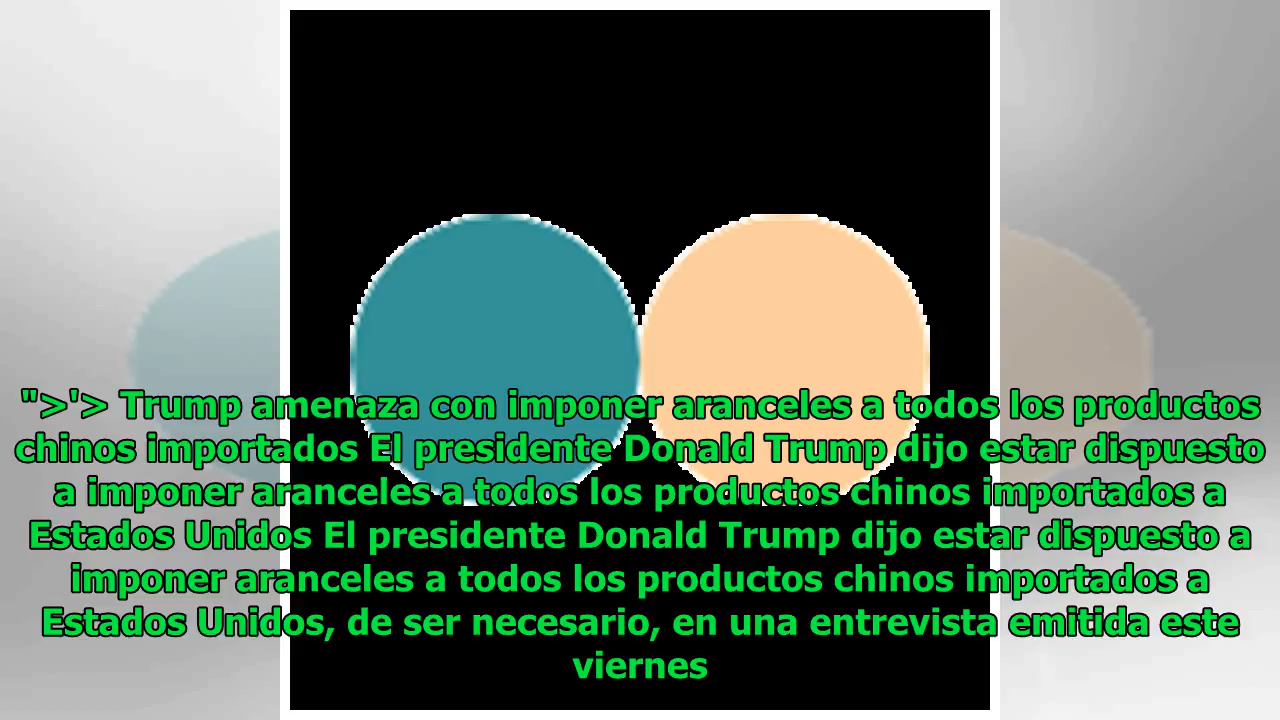 ">'> Trump amenaza con imponer aranceles a todos los productos
chinos importados El presidente Donald Trump dijo estar dispuesto
a imponer aranceles a todos los productos chinos importados a
Estados Unidos El presidente Donald Trump dijo estar dispuesto a
imponer aranceles a todos los productos chinos importados a
Estados Unidos, de ser necesario, en una entrevista emitida este
viernes